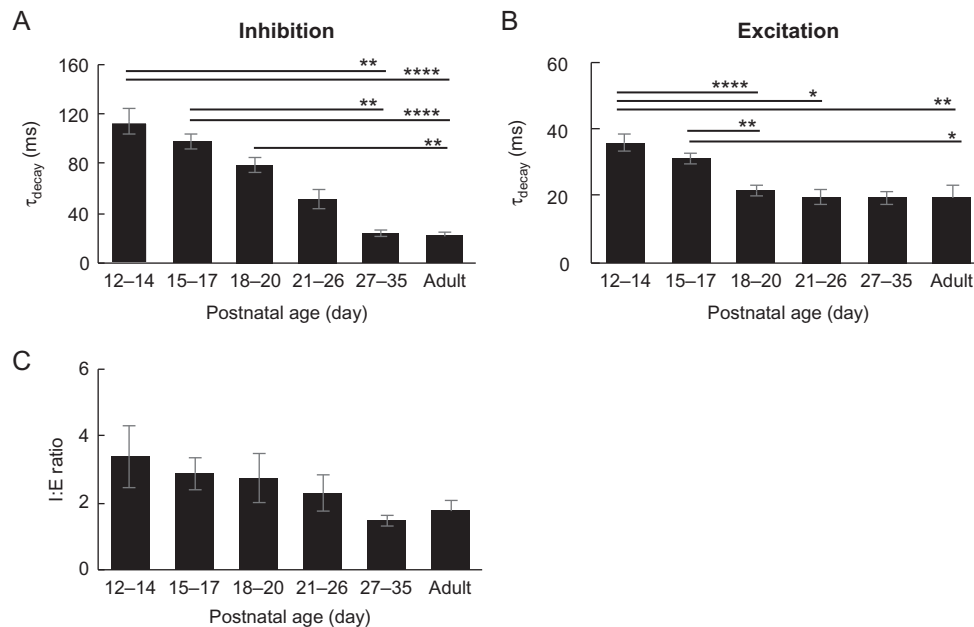 A
Inhibition
τdecay (ms)
160
120
80
40
0
**
****
**
****
**
12–14 15–17 18–20 21–26 27–35 Adult
Postnatal age (day)
B
Excitation
τdecay (ms)
60
40
20
0
****
*
**
**
*
12–14 15–17 18–20 21–26 27–35 Adult
Postnatal age (day)
C
I:E ratio
6
4
2
0
12–14 15–17 18–20 21–26 27–35 Adult
Postnatal age (day)